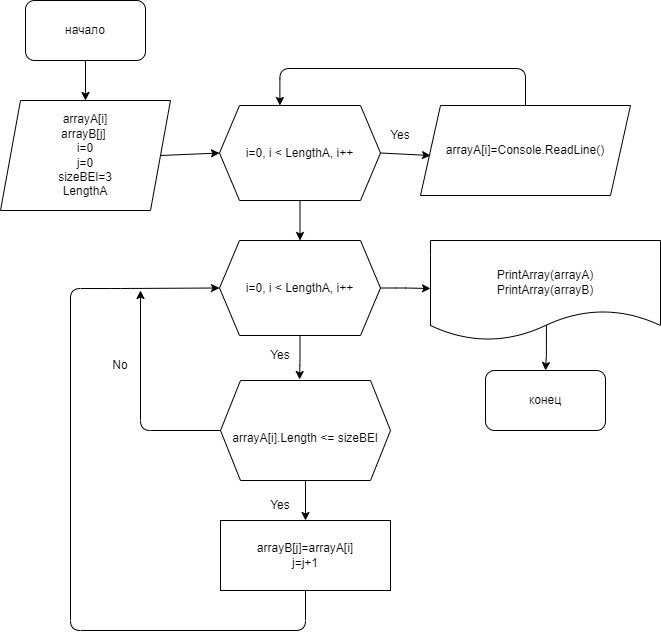 начало
arrayA[i]
arrayB[j]
i=0
j=0
sizeBEl=3
LengthA
i=0, i < LengthA, i++
Yes
arrayA[i]=Console.ReadLine()
i=0, i < LengthA, i++
PrintArray(arrayA)
PrintArray(arrayB)
Yes
No
конец
arrayA[i].Length <= sizeBEl
Yes
arrayB[j]=arrayA[i]
j=j+1